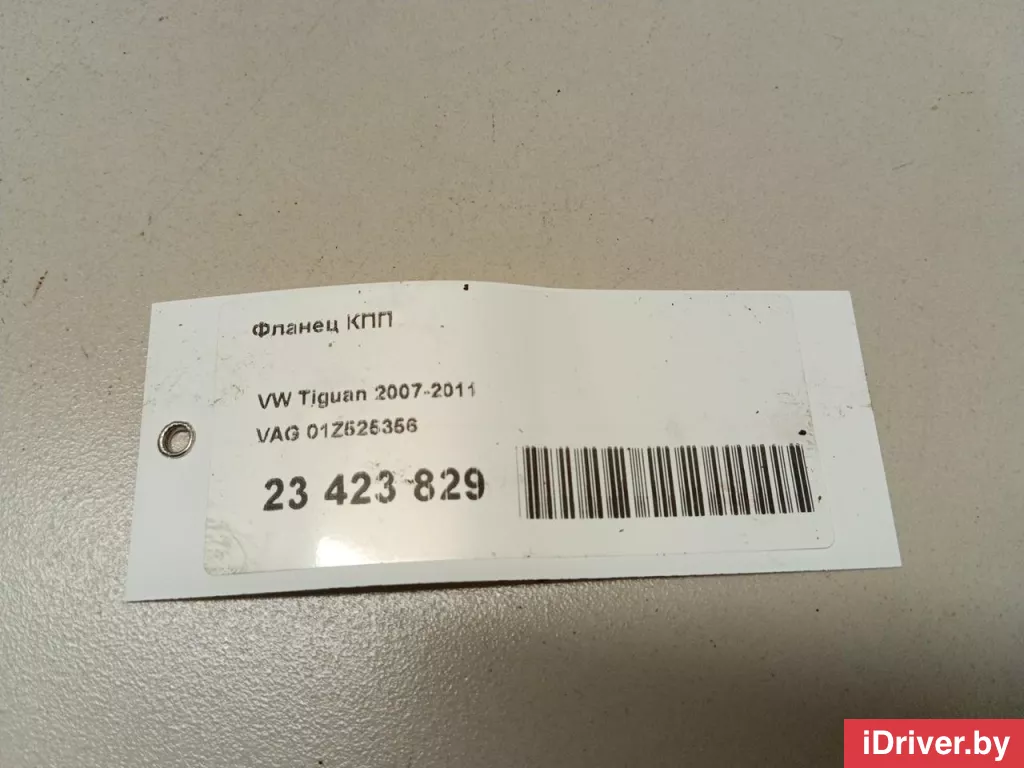 Фланец КПП
VW Tiguan 2007-2011
VAG 01Z525356
23 423 829
iDriver.by